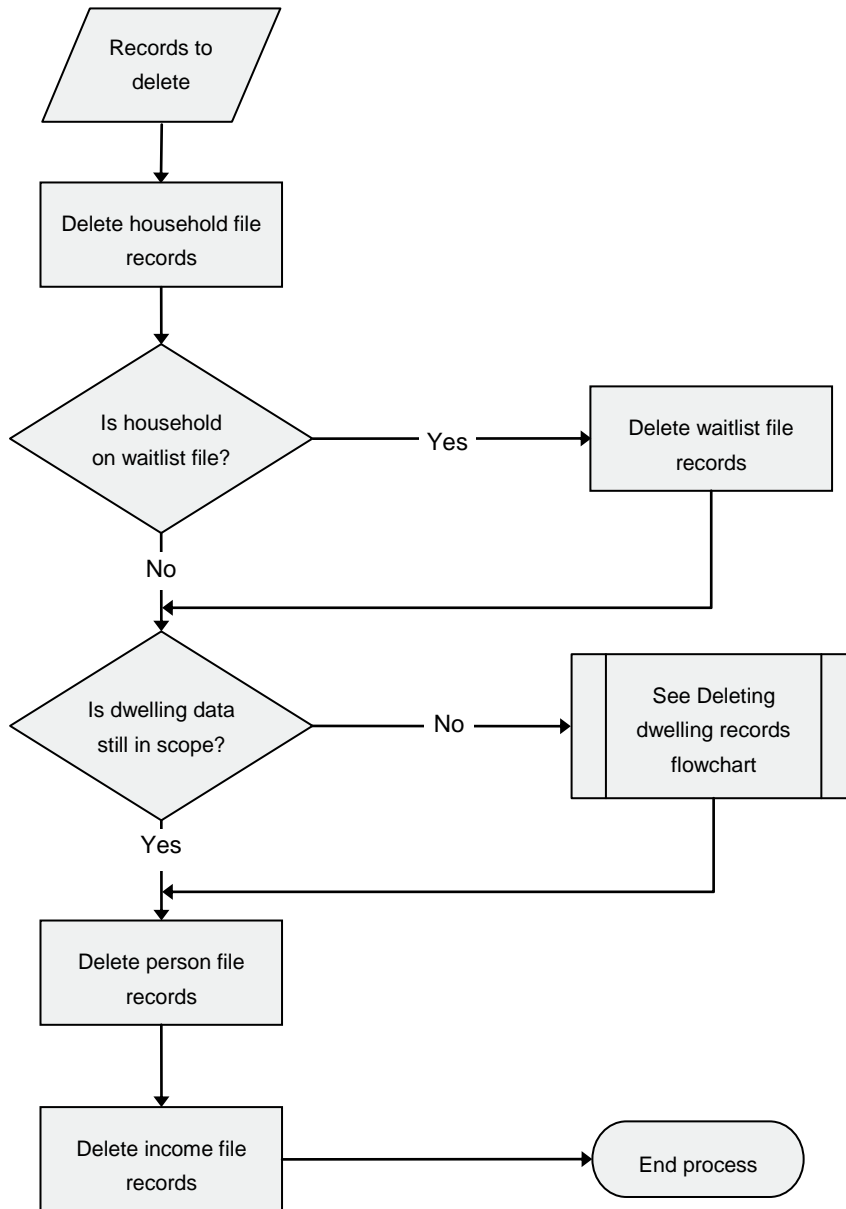 Records to
delete
Delete household file
records
Is household
on waitlist file?
Yes
Delete waitlist file
records
No
Is dwelling data
still in scope?
No
See Deleting
dwelling records
flowchart
Yes
Delete person file
records
Delete income file
records
End process